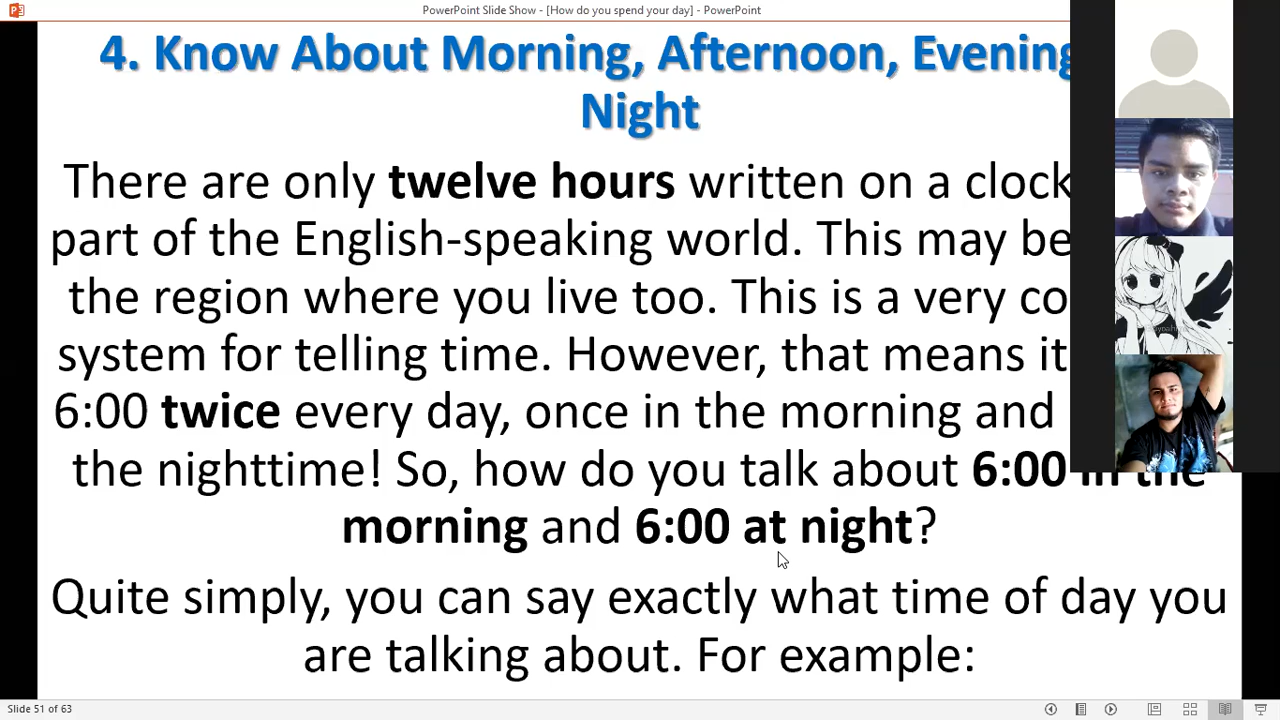 PowerPoint Slide Show - [How do you spend your day] - PowerPoint
4. Know About Morning, Afternoon, Evening
Night
There are only twelve hours written on a clock
part of the English-speaking world. This may be
the region where you live too. This is a very co
system for telling time. However, that means it
6:00 twice every day, once in the morning and
the nighttime! So, how do you talk about 6:00 in the
morning and 6:00 at night?
Quite simply, you can say exactly what time of day you
are talking about. For example:
Slide 51 of 63